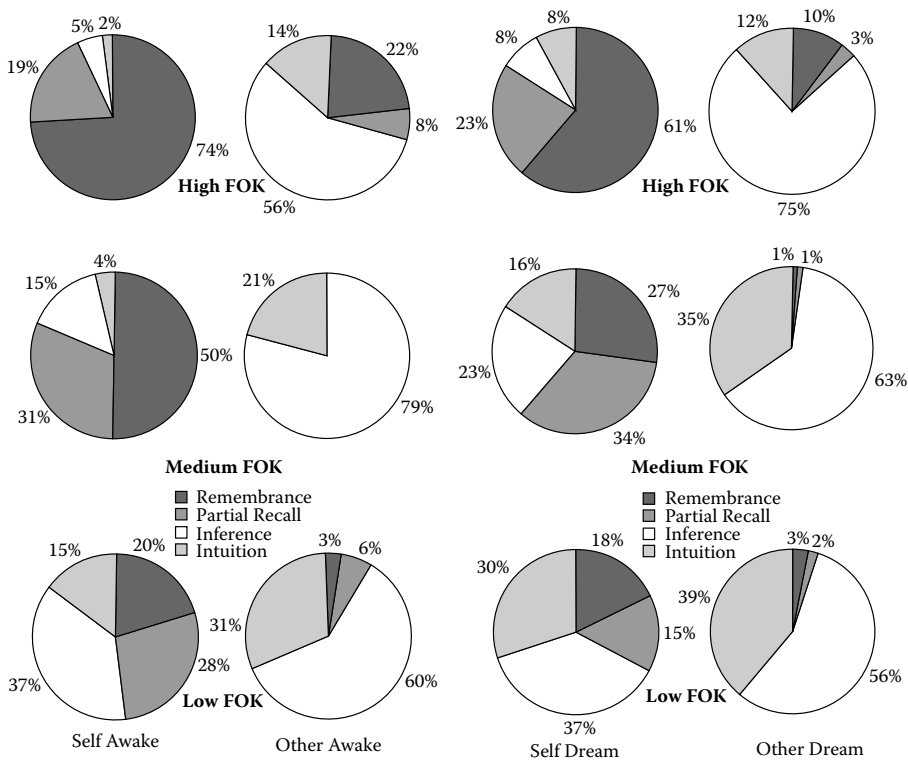 5% 2%
19%
74%
14%
22%
8%
56%
High FOK
8%
8%
23%
61%
12%
10%
3%
75%
High FOK
4%
15%
50%
31%
21%
79%
Medium FOK
16%
27%
23%
34%
1% 1%
35%
63%
Medium FOK
Remembrance
Partial Recall
Inference
Intuition
Remembrance
Partial Recall
Inference
Intuition
15%
20%
37%
28%
3%
6%
31%
60%
Low FOK
30%
18%
15%
37%
3% 2%
39%
56%
Low FOK
Self Awake
Other Awake
Self Dream
Other Dream